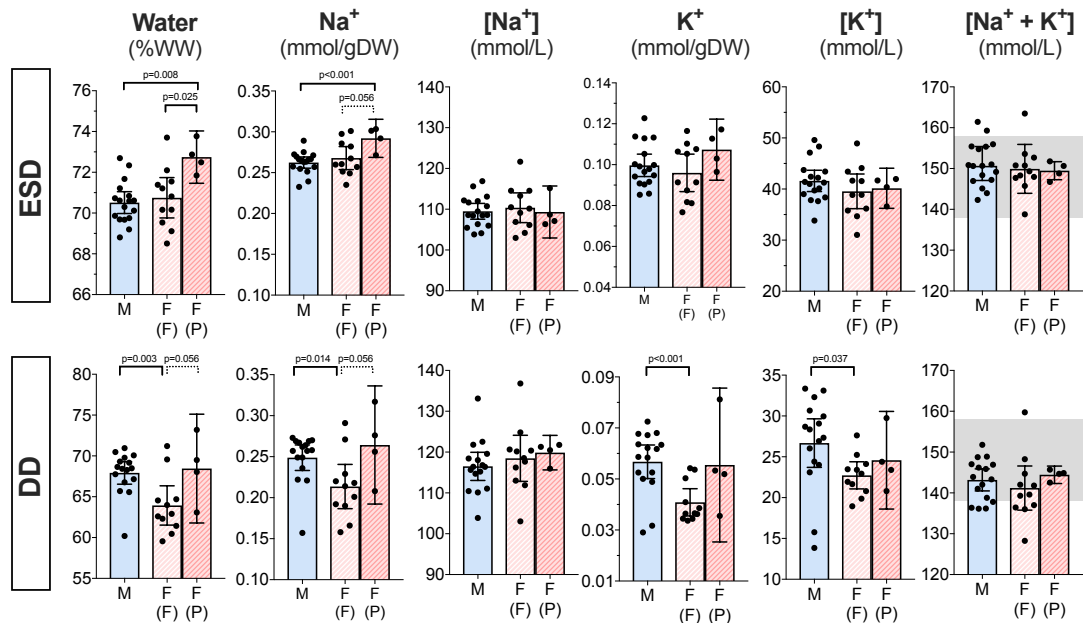 Water Na⁺ [Na⁺] K⁺ [K⁺] [Na⁺ + K⁺]
(%WW) (mmol/gDW) (mmol/L) (mmol/gDW) (mmol/L) (mmol/L)
ESD
p=0.008
p=0.025
76
74
72
70
68
66
M F F
(F) (P)
p<0.001
p=0.056
0.35
0.30
0.25
0.20
0.15
0.10
M F F
(F) (P)
140
130
120
110
100
90
M F F
(F) (P)
0.14
0.12
0.10
0.08
0.06
0.04
M F F
(F) (P)
60
50
40
30
20
M F F
(F) (P)
170
160
150
140
130
120
M F F
(F) (P)
DD
p=0.003 p=0.056
80
75
70
65
60
55
M F F
(F) (P)
p=0.014 p=0.056
0.35
0.30
0.25
0.20
0.15
0.10
M F F
(F) (P)
140
130
120
110
100
90
M F F
(F) (P)
p<0.001
0.09
0.07
0.05
0.03
0.01
M F F
(F) (P)
p=0.037
35
30
25
20
15
10
M F F
(F) (P)
170
160
150
140
130
120
M F F
(F) (P)